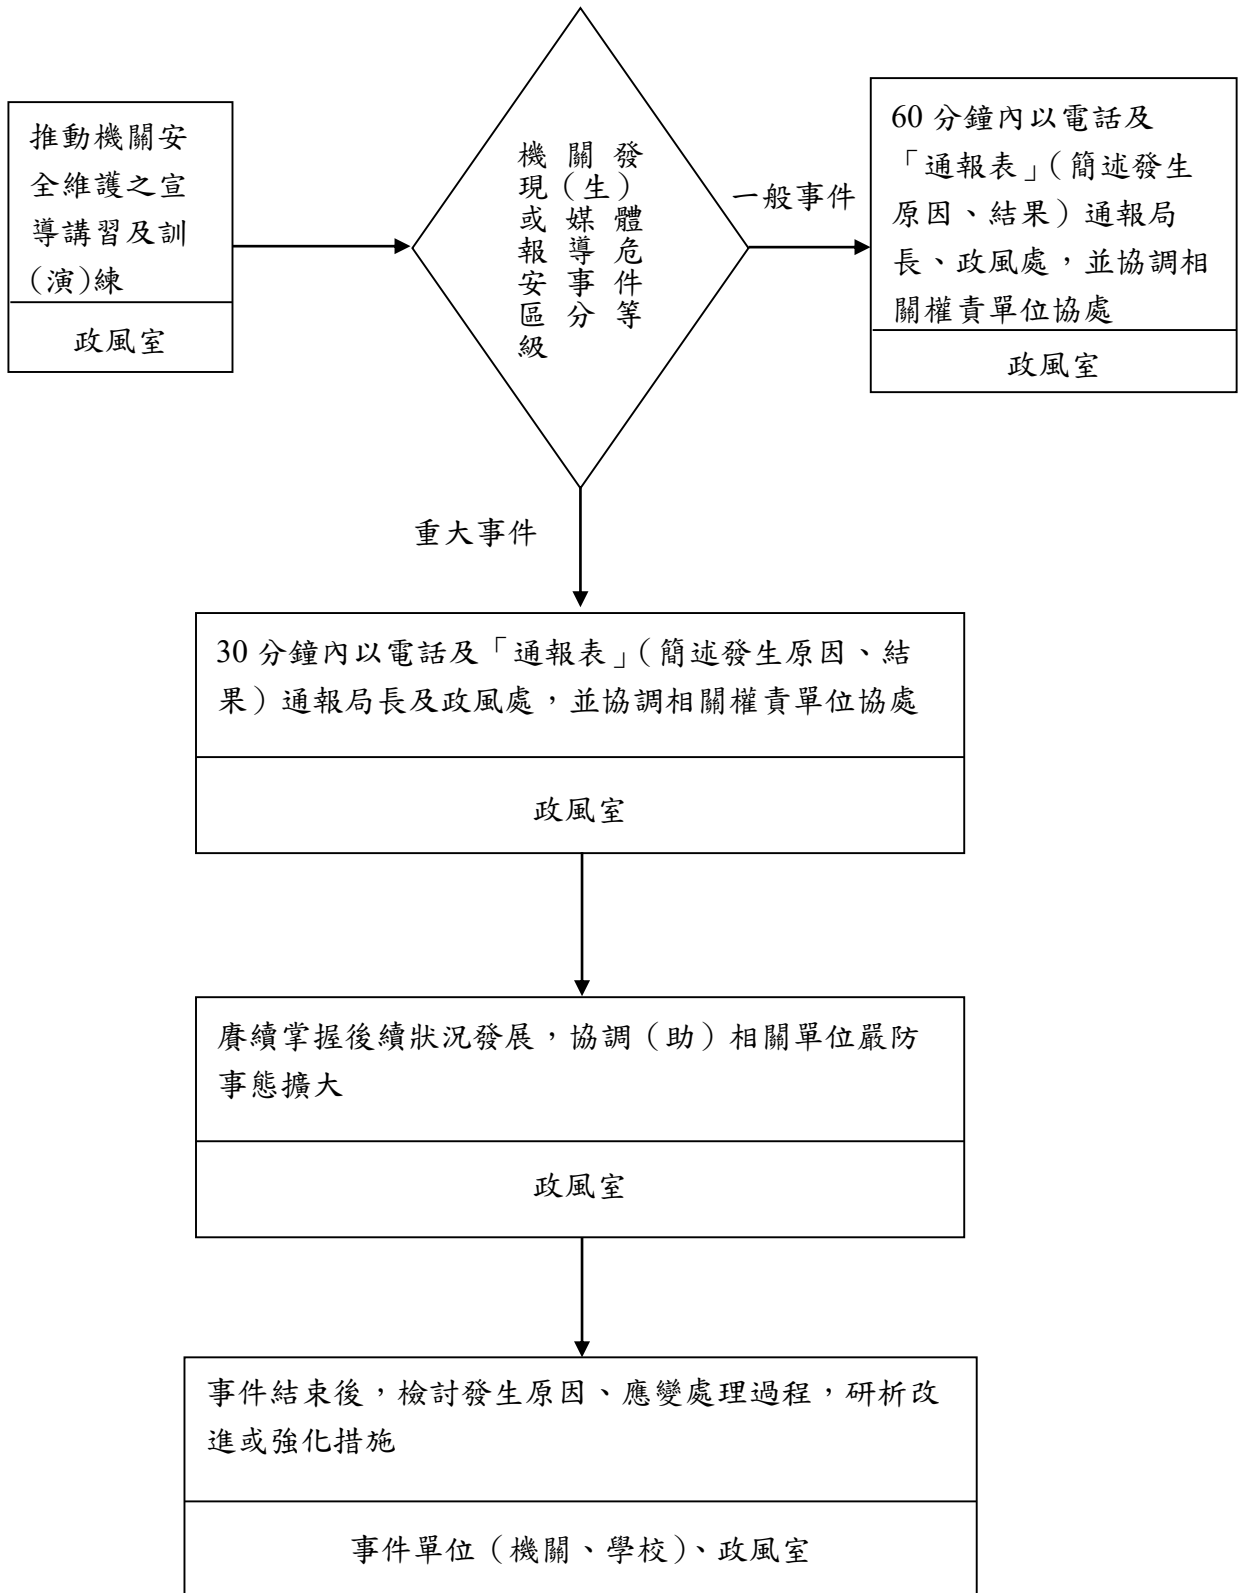 推動機關安
全維護之宣
導講習及訓
(演)練
政風室
機關發
現(生)
或媒體
報導危
安事件
區分等
級
一般事件
60 分鐘內以電話及
「通報表」(簡述發生
原因、結果)通報局
長、政風處，並協調相
關權責單位協處
政風室
重大事件
30 分鐘內以電話及「通報表」(簡述發生原因、結
果)通報局長及政風處，並協調相關權責單位協處
政風室
賡續掌握後續狀況發展，協調(助)相關單位嚴防
事態擴大
政風室
事件結束後，檢討發生原因、應變處理過程，研析改
進或強化措施
事件單位(機關、學校)、政風室